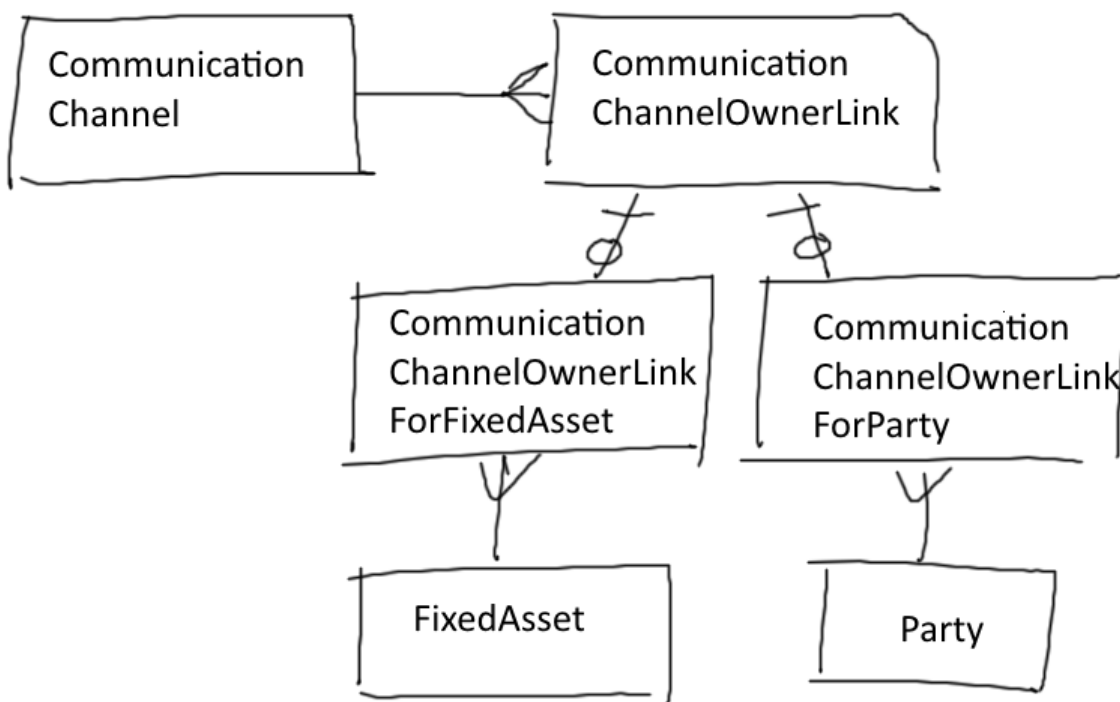 Communication
Channel
Communication
ChannelOwnerLink
Communication
ChannelOwnerLink
ForFixedAsset
Communication
ChannelOwnerLink
ForParty
FixedAsset
Party